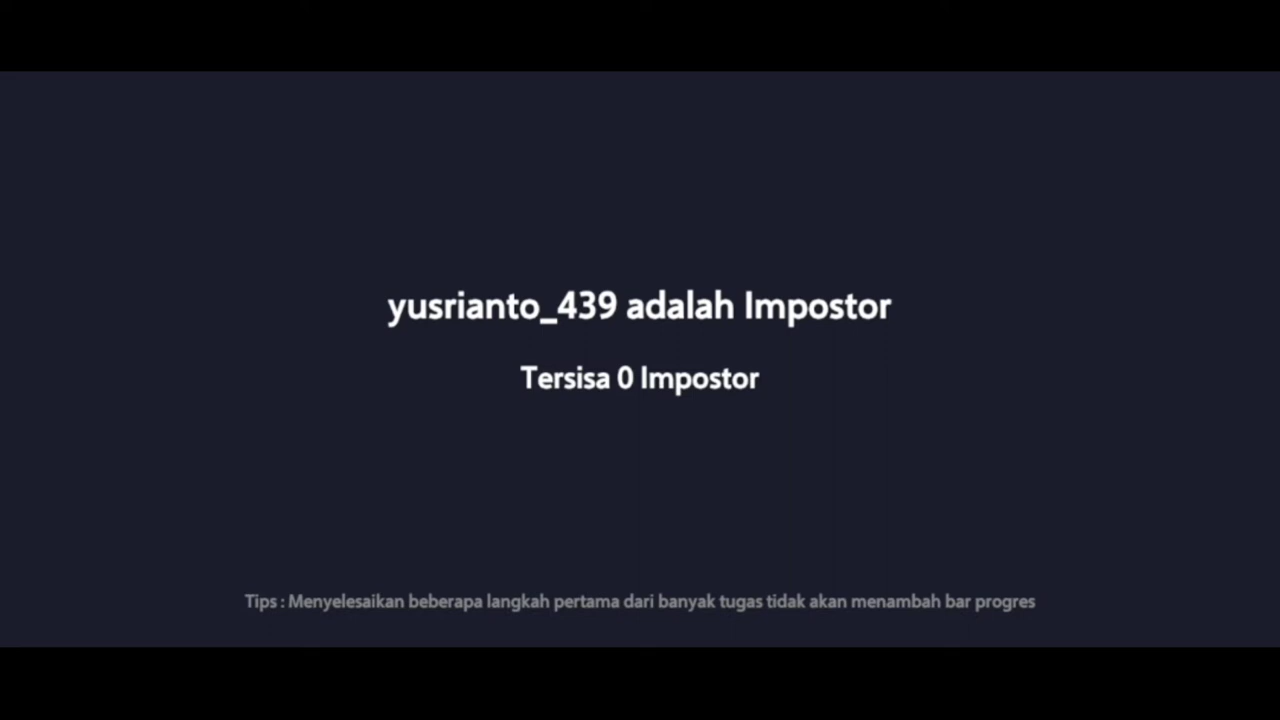 yusrianto_439 adalah Impostor
Tersisa 0 Impostor
Tips : Menyelesaikan beberapa langkah pertama dari banyak tugas tidak akan menambah bar progres